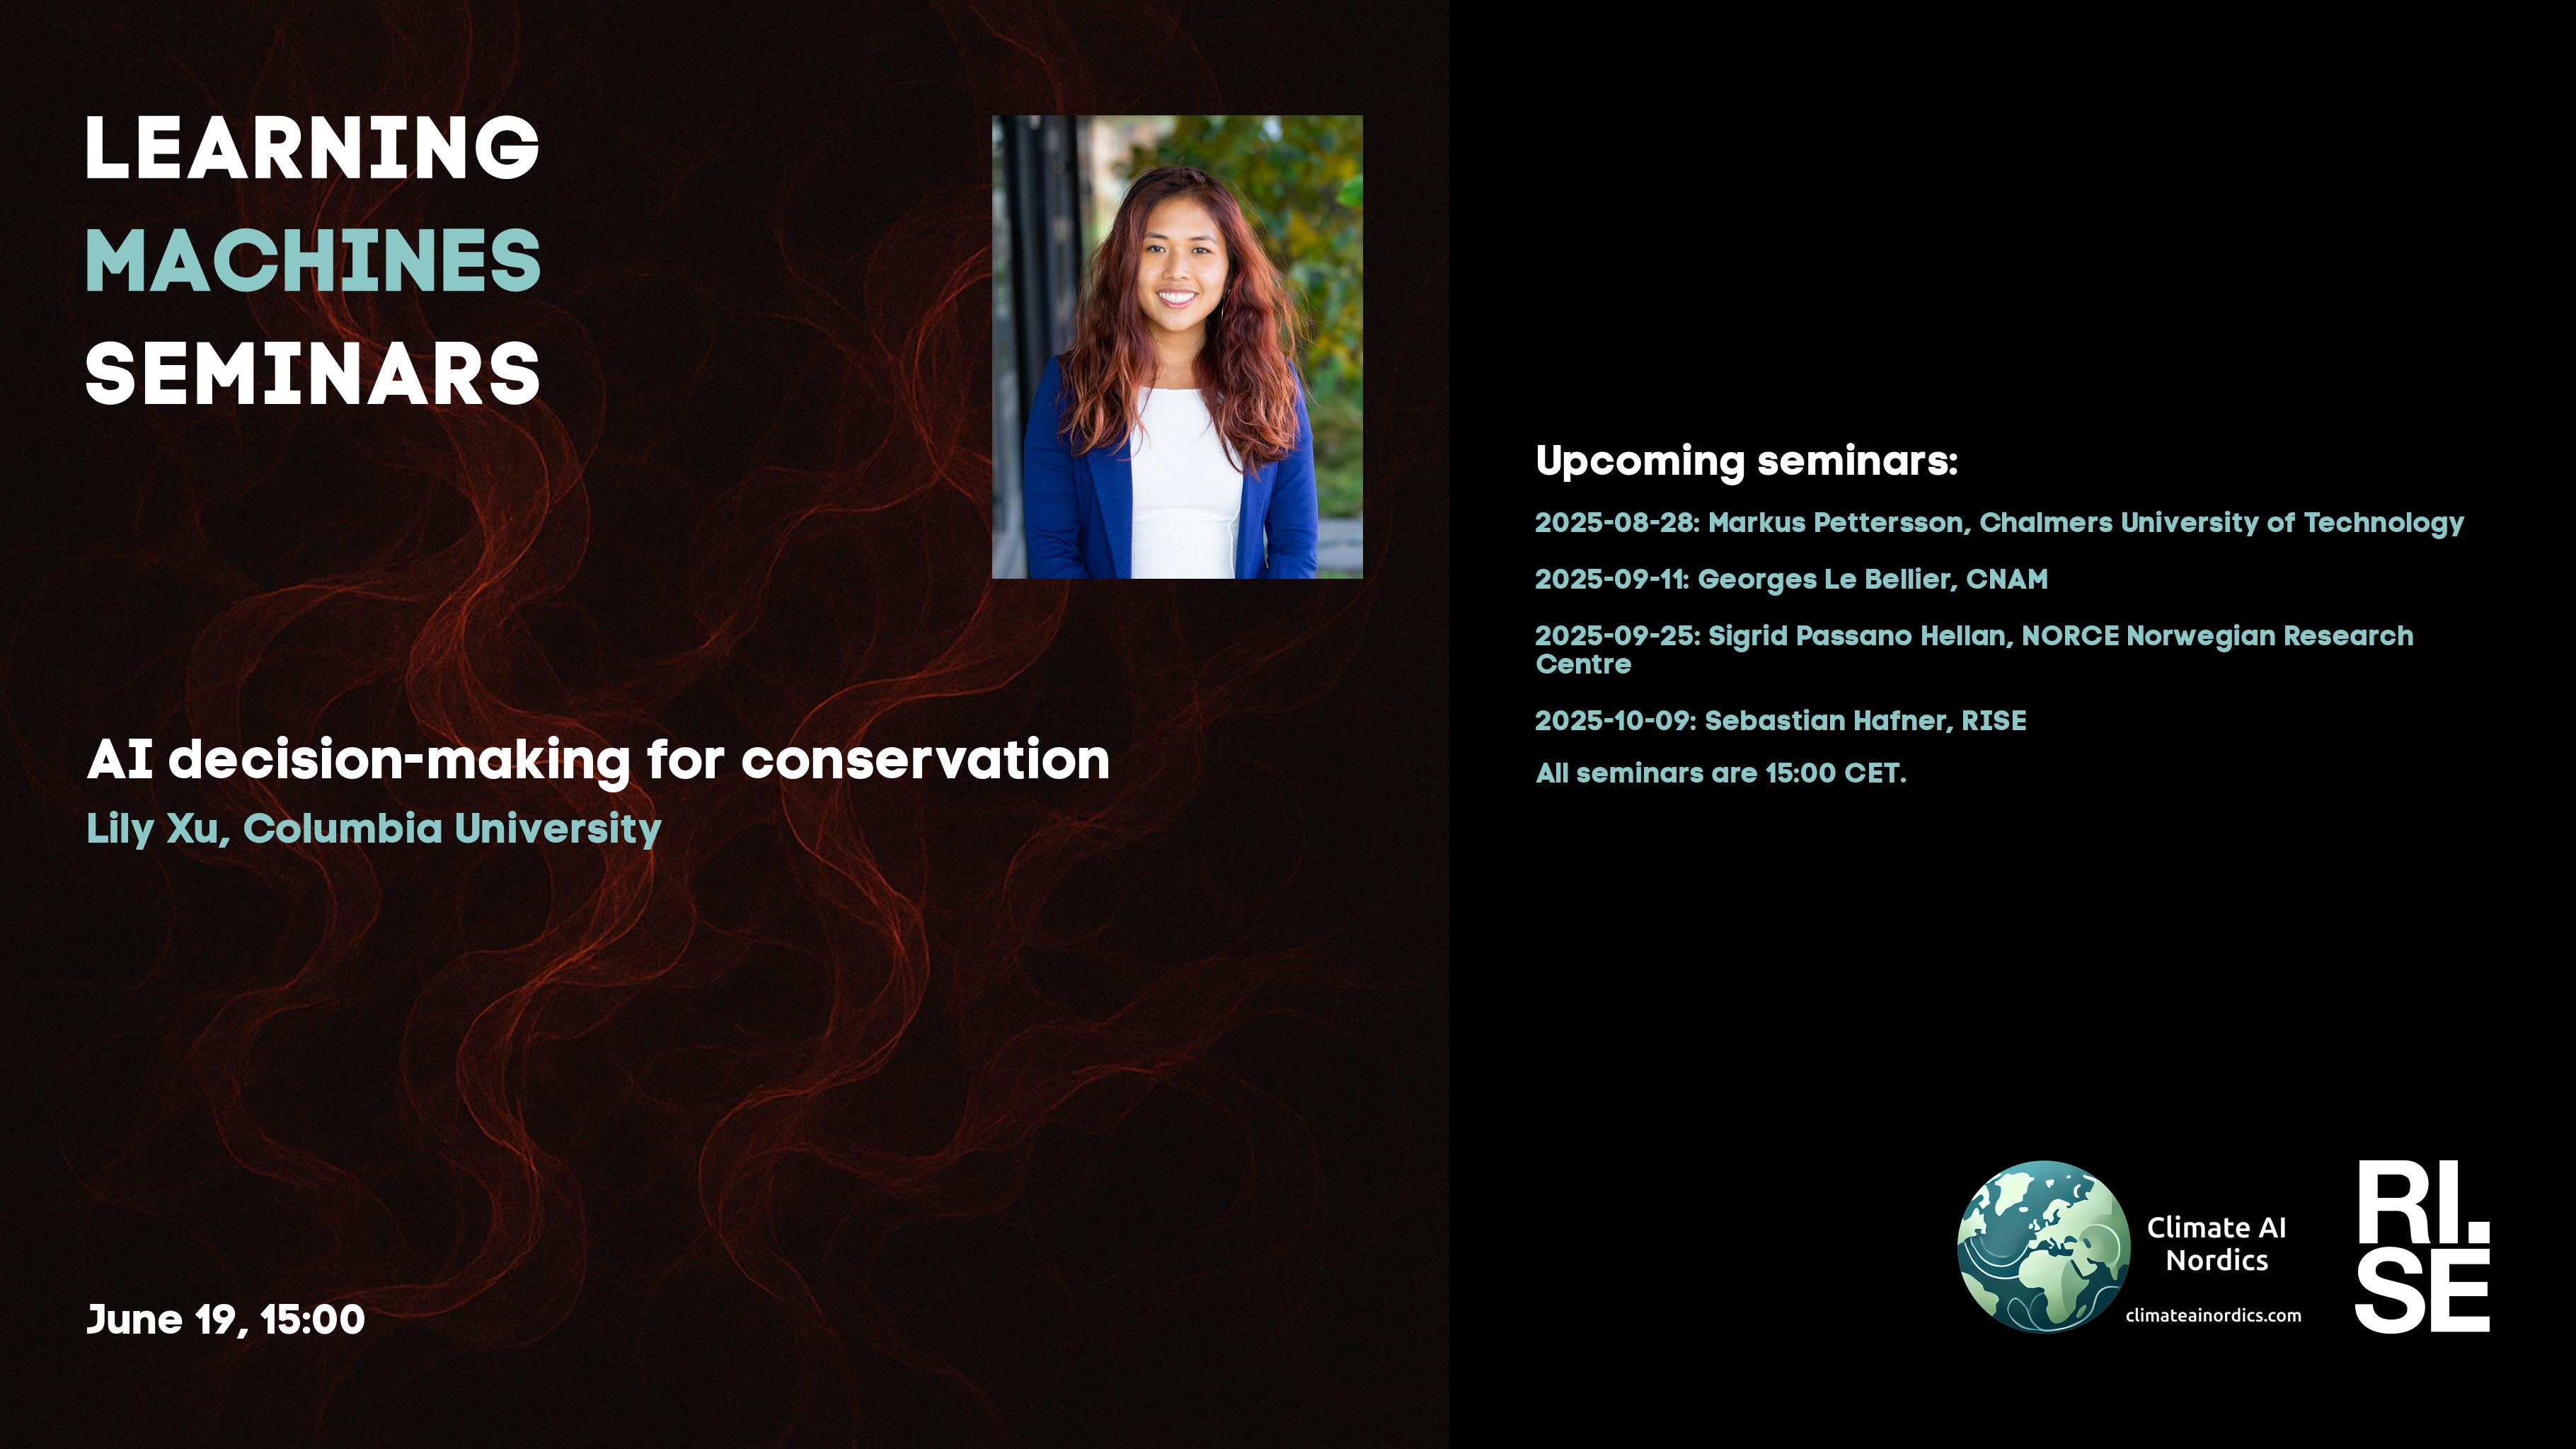 LEARNING
MACHINES
SEMINARS
AI decision-making for conservation
Lily Xu, Columbia University
June 19, 15:00
Upcoming seminars:
2025-08-28: Markus Pettersson, Chalmers University of Technology
2025-09-11: Georges Le Bellier, CNAM
2025-09-25: Sigrid Passano Hellan, NORCE Norwegian Research
Centre
2025-10-09: Sebastian Hafner, RISE
All seminars are 15:00 CET.
Climate AI
Nordics
climateainordics.com
RI.
SE